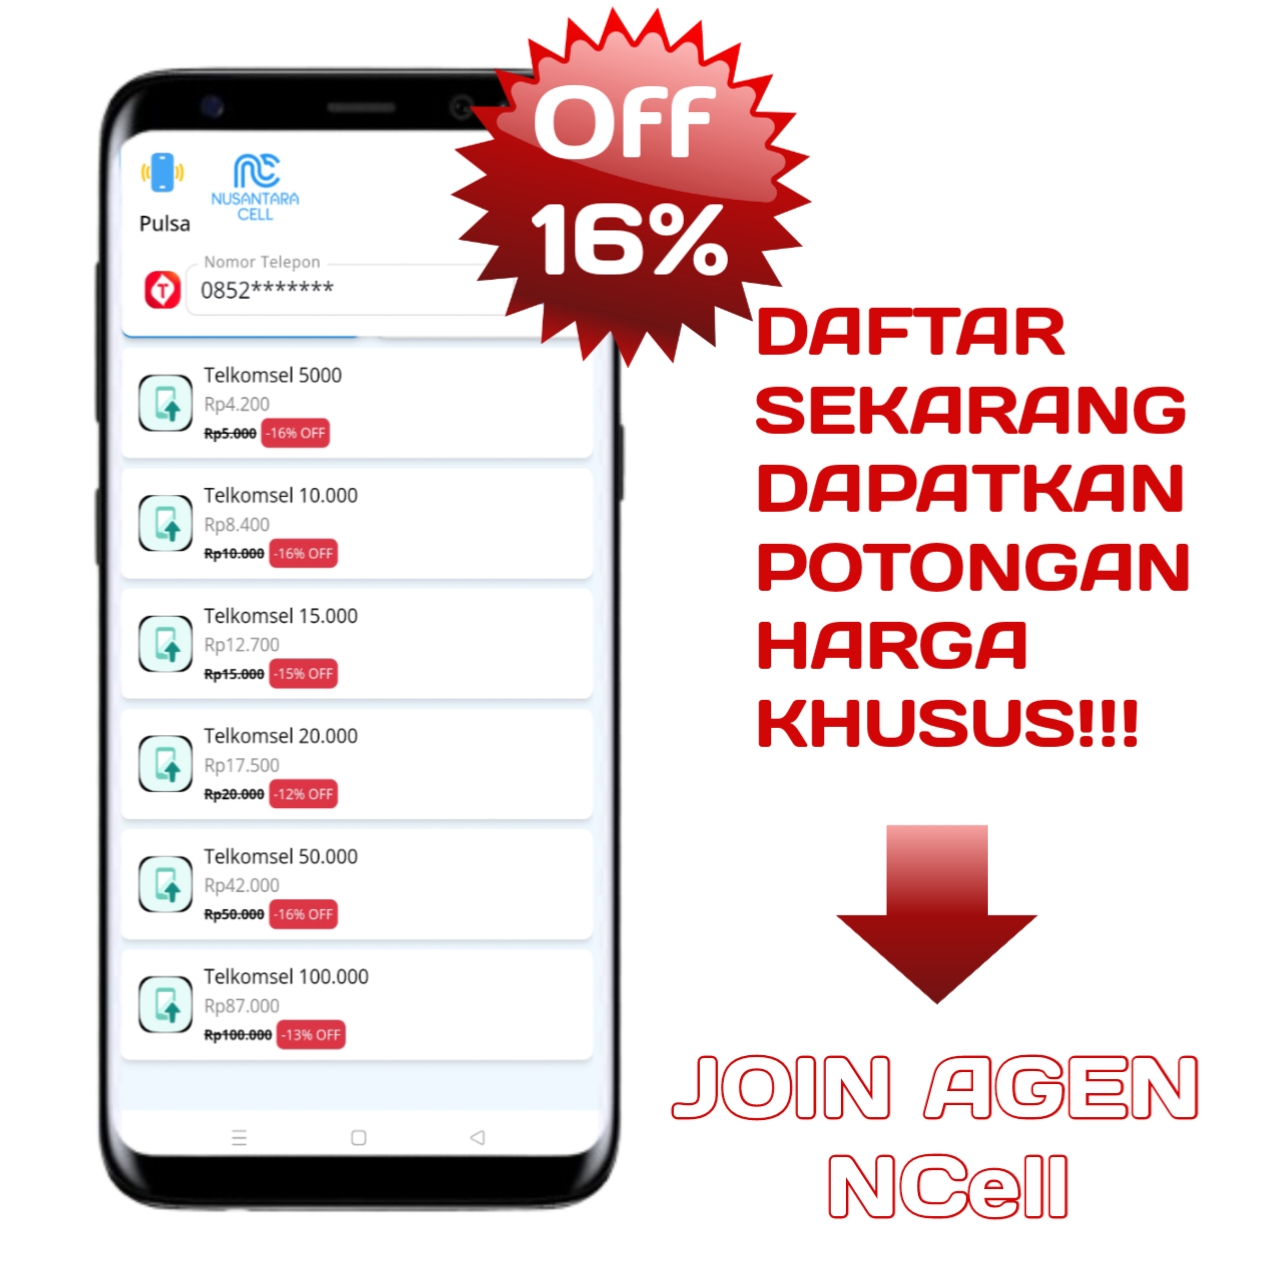 OFF
16%
Pulsa
NC
NUSANTARA
CELL
Nomor Telepon
T
0852*******
Telkomsel 5000
Rp4.200
Rp5.000 -16% OFF
Telkomsel 10.000
Rp8.400
Rp10.000 -16% OFF
Telkomsel 15.000
Rp12.700
Rp15.000 -15% OFF
Telkomsel 20.000
Rp17.500
Rp20.000 -12% OFF
Telkomsel 50.000
Rp42.000
Rp50.000 -16% OFF
Telkomsel 100.000
Rp87.000
Rp100.000 -13% OFF
DAFTAR
SEKARANG
DAPATKAN
POTONGAN
HARGA
KHUSUS!!!
JOIN AGEN
NCell